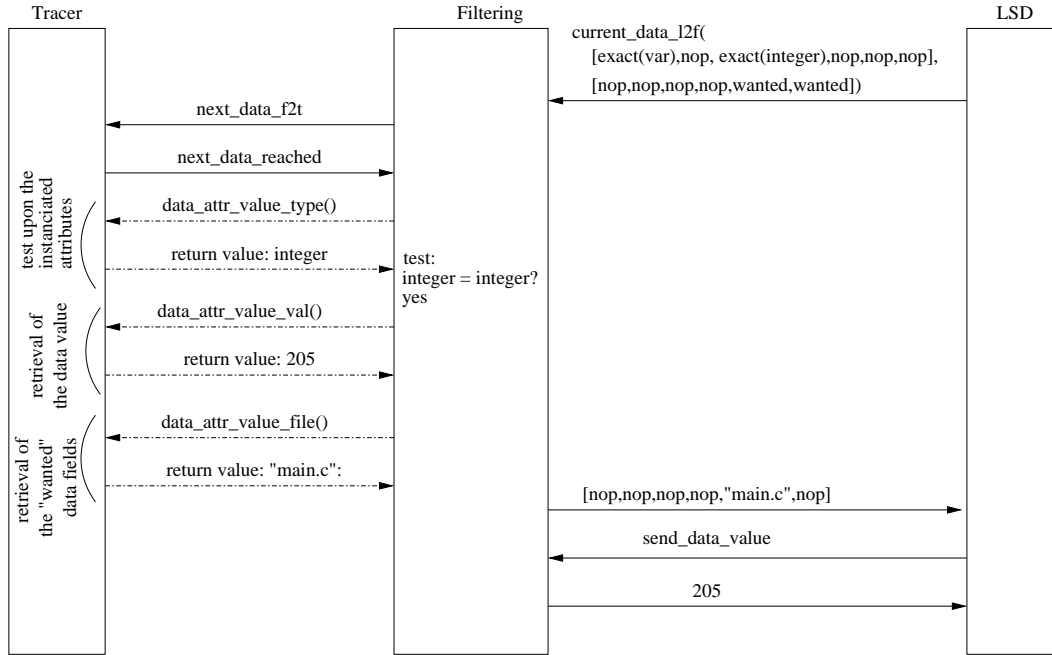 Tracer
Filtering
LSD
current_data_l2f(
[exact(var),nop, exact(integer),nop,nop,nop],
[nop,nop,nop,nop,wanted,wanted])
next_data_f2t
next_data_reached
test upon the
instanciated
attributes
data_attr_value_type()
return value: integer
test:
integer = integer?
yes
retrieval of
the data value
data_attr_value_val()
return value: 205
retrieval of
the "wanted"
data fields
data_attr_value_file()
return value: "main.c":
[nop,nop,nop,nop,"main.c",nop]
send_data_value
205